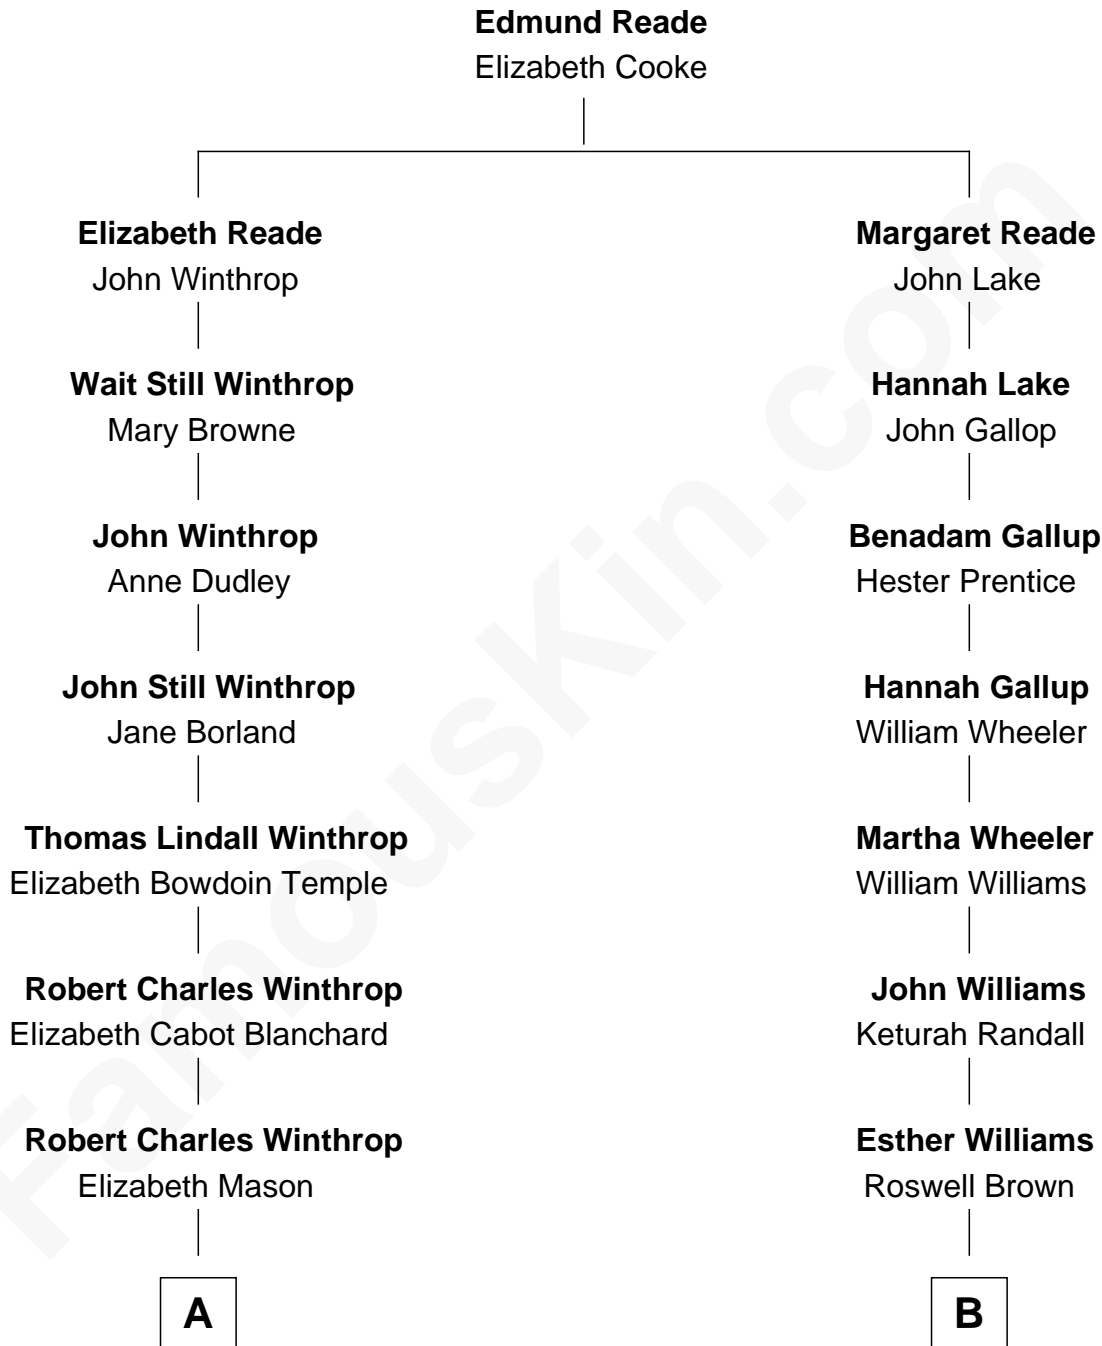 Edmund Reade
Elizabeth Cooke
Elizabeth Reade
John Winthrop
Margaret Reade
John Lake
Wait Still Winthrop
Mary Browne
Hannah Lake
John Gallop
John Winthrop
Anne Dudley
Benadam Gallup
Hester Prentice
John Still Winthrop
Jane Borland
Hannah Gallup
William Wheeler
Thomas Lindall Winthrop
Elizabeth Bowdoin Temple
Martha Wheeler
William Williams
Robert Charles Winthrop
Elizabeth Cabot Blanchard
John Williams
Keturah Randall
Robert Charles Winthrop
Elizabeth Mason
Esther Williams
Roswell Brown
A
B
FamousKin.com